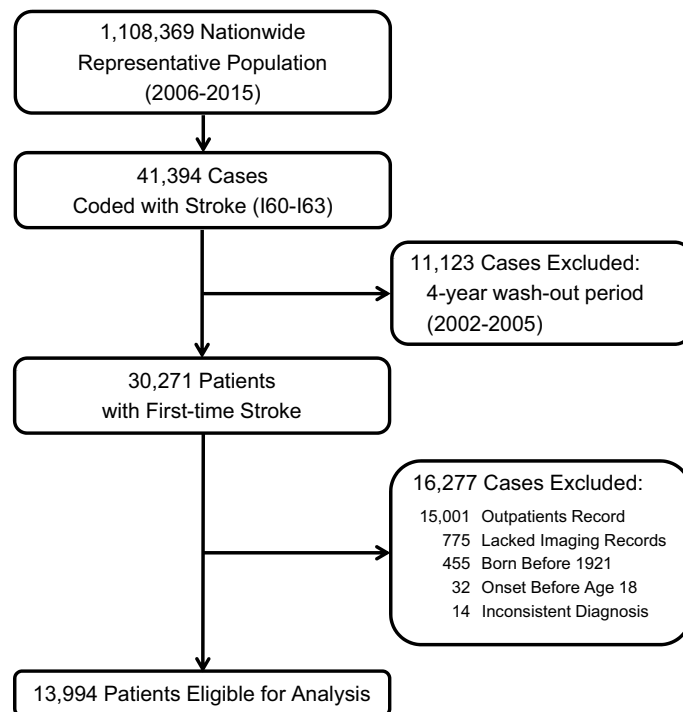 1,108,369 Nationwide
Representative Population
(2006-2015)
41,394 Cases
Coded with Stroke (I60-I63)
11,123 Cases Excluded:
4-year wash-out period
(2002-2005)
30,271 Patients
with First-time Stroke
16,277 Cases Excluded:
15,001 Outpatients Record
775 Lacked Imaging Records
455 Born Before 1921
32 Onset Before Age 18
14 Inconsistent Diagnosis
13,994 Patients Eligible for Analysis